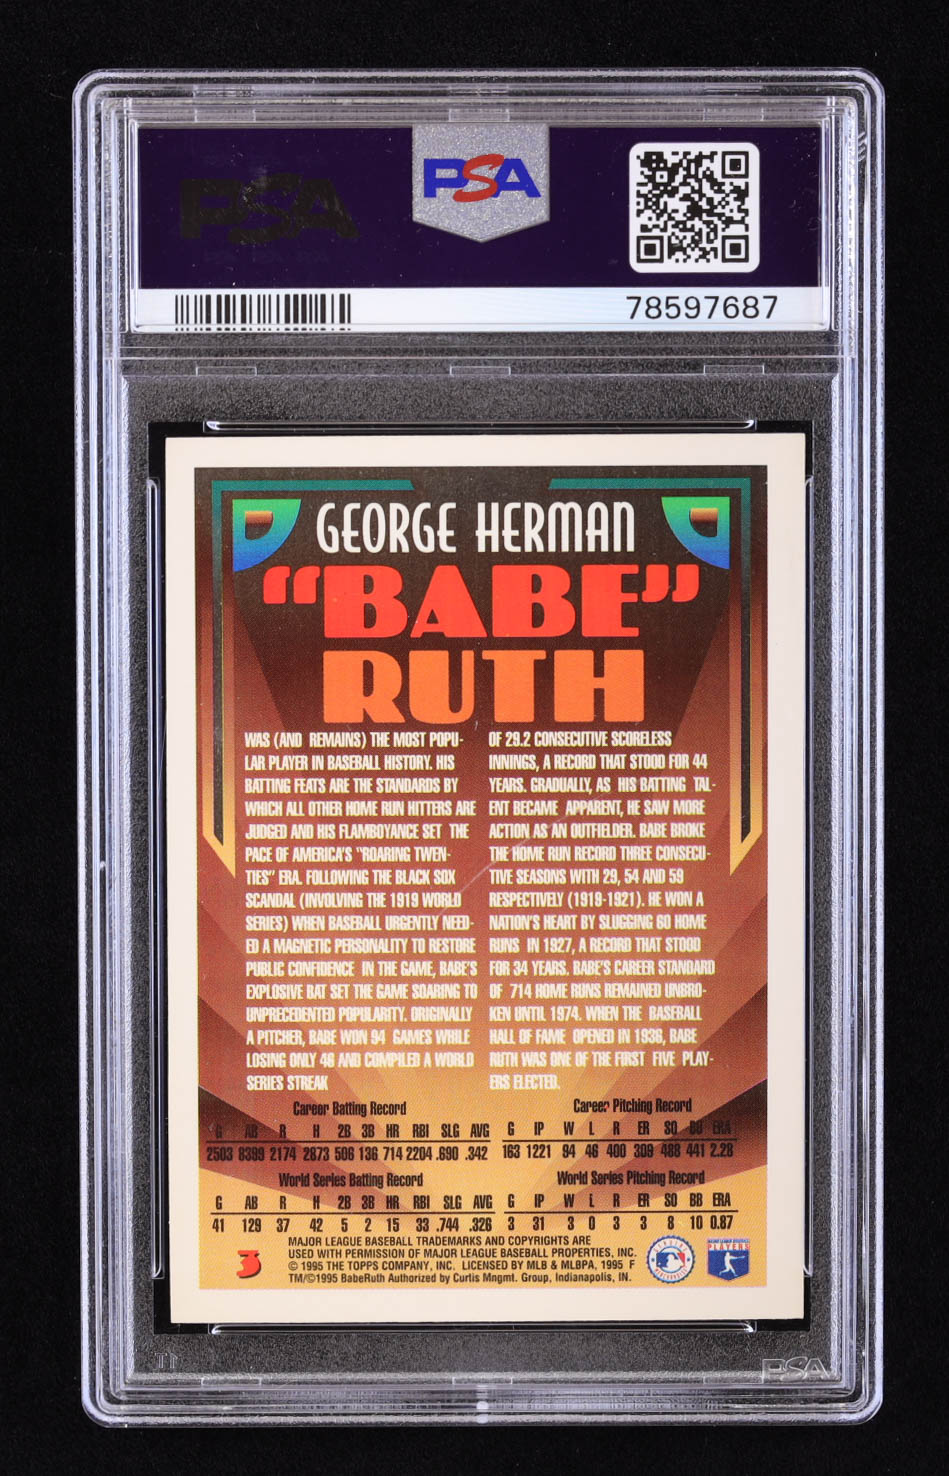 PSA
PSA
78597687
GEORGE HERMAN
"BABE"
RUTH
WAS (AND REMAINS) THE MOST POPU-
LAR PLAYER IN BASEBALL HISTORY. HIS
BATTING FEATS ARE THE STANDARDS BY
WHICH ALL OTHER HOME RUN HITTERS ARE
JUDGED AND HIS FLAMBOYANCE SET THE
PACE OF AMERICA'S "ROARING TWEN-
TIES" ERA. FOLLOWING THE BLACK SOX
SCANDAL (INVOLVING THE 1919 WORLD
SERIES) WHEN BASEBALL URGENTLY NEED-
ED A MAGNETIC PERSONALITY TO RESTORE
PUBLIC CONFIDENCE IN THE GAME, BABE'S
EXPLOSIVE BAT SET THE GAME SOARING TO
UNPRECEDENTED POPULARITY. ORIGINALLY
A PITCHER, BABE WON 94 GAMES WHILE
LOSING ONLY 46 AND COMPILED A WORLD
SERIES STREAK
OF 29.2 CONSECUTIVE SCORELESS
INNINGS, A RECORD THAT STOOD FOR 44
YEARS. GRADUALLY, AS HIS BATTING TAL-
ENT BECAME APPARENT, HE SAW MORE
ACTION AS AN OUTFIELDER. BABE BROKE
THE HOME RUN RECORD THREE CONSECU-
TIVE SEASONS WITH 29, 54 AND 59
RESPECTIVELY (1919-1921). HE WON A
NATION'S HEART BY SLUGGING 60 HOME
RUNS IN 1927, A RECORD THAT STOOD
FOR 34 YEARS. BABE'S CAREER STANDARD
OF 714 HOME RUNS REMAINED UNBRO-
KEN UNTIL 1974. WHEN THE BASEBALL
HALL OF FAME OPENED IN 1936, BABE
RUTH WAS ONE OF THE FIRST FIVE PLAY-
ERS ELECTED.
Career Batting Record
G AB R H 2B 3B HR RBI SLG AVG
2503 8399 2174 2873 506 136 714 2204 .690 .342
Career Pitching Record
G IP W L R ER SO BB ERA
163 1221 94 46 400 309 488 441 2.28
World Series Batting Record
G AB R H 2B 3B HR RBI SLG AVG
41 129 37 42 5 2 15 33 .744 .326
World Series Pitching Record
G IP W L R ER SO BB ERA
3 31 3 0 3 3 8 10 0.87
3
MAJOR LEAGUE BASEBALL TRADEMARKS AND COPYRIGHTS ARE
USED WITH PERMISSION OF MAJOR LEAGUE BASEBALL PROPERTIES, INC.
© 1995 THE TOPPS COMPANY, INC. LICENSED BY MLB & MLBPA, 1995 F
TM/©1995 BabeRuth Authorized by Curtis Mngmt. Group, Indianapolis, IN.
PLAYERS
PSA